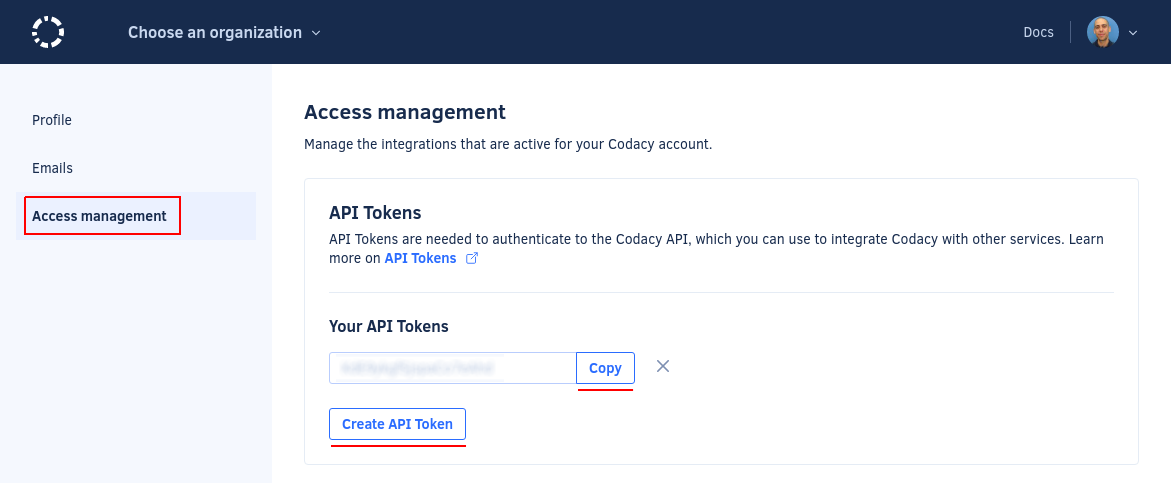 Choose an organization
Docs
Profile
Emails
Access management
Access management
Manage the integrations that are active for your Codacy account.
API Tokens
API Tokens are needed to authenticate to the Codacy API, which you can use to integrate Codacy with other services. Learn
more on API Tokens
Your API Tokens
Copy
Create API Token